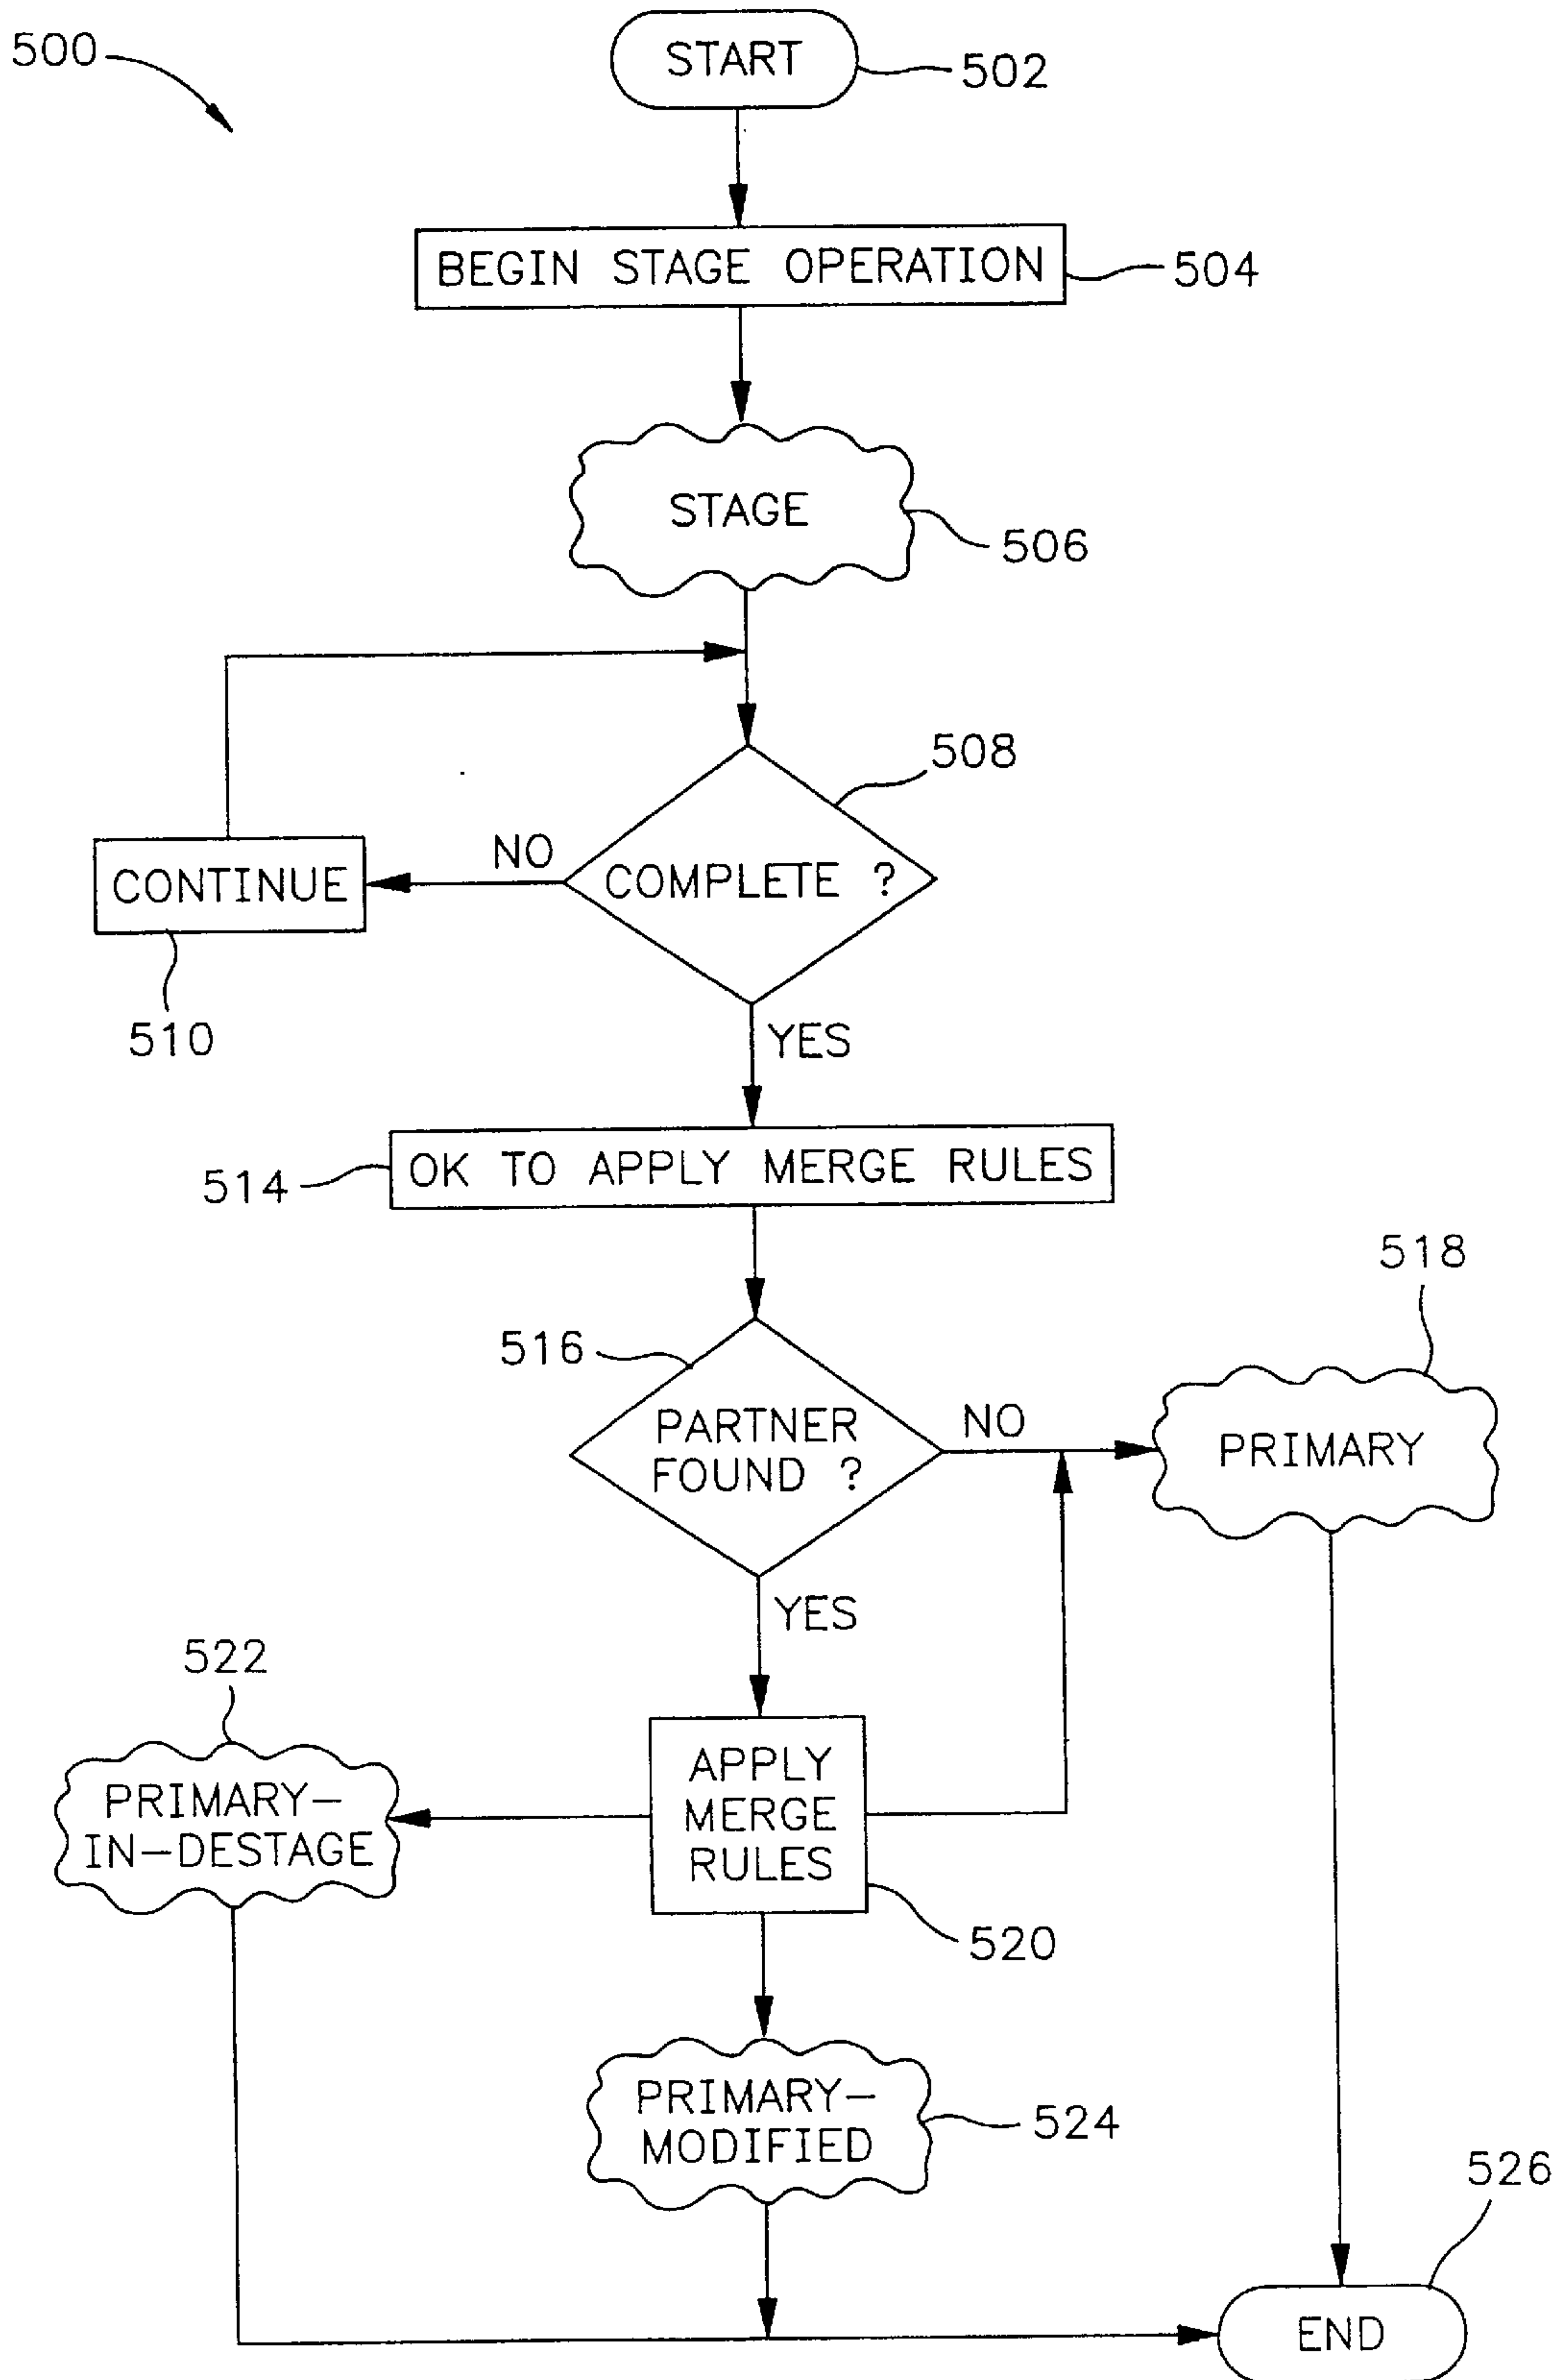 500
START
502
BEGIN STAGE OPERATION
504
STAGE
506
508
COMPLETE ?
NO
CONTINUE
510
YES
OK TO APPLY MERGE RULES
514
518
516
PARTNER
FOUND ?
NO
PRIMARY
YES
522
PRIMARY-
IN-DESTAGE
APPLY
MERGE
RULES
520
PRIMARY-
MODIFIED
524
526
END